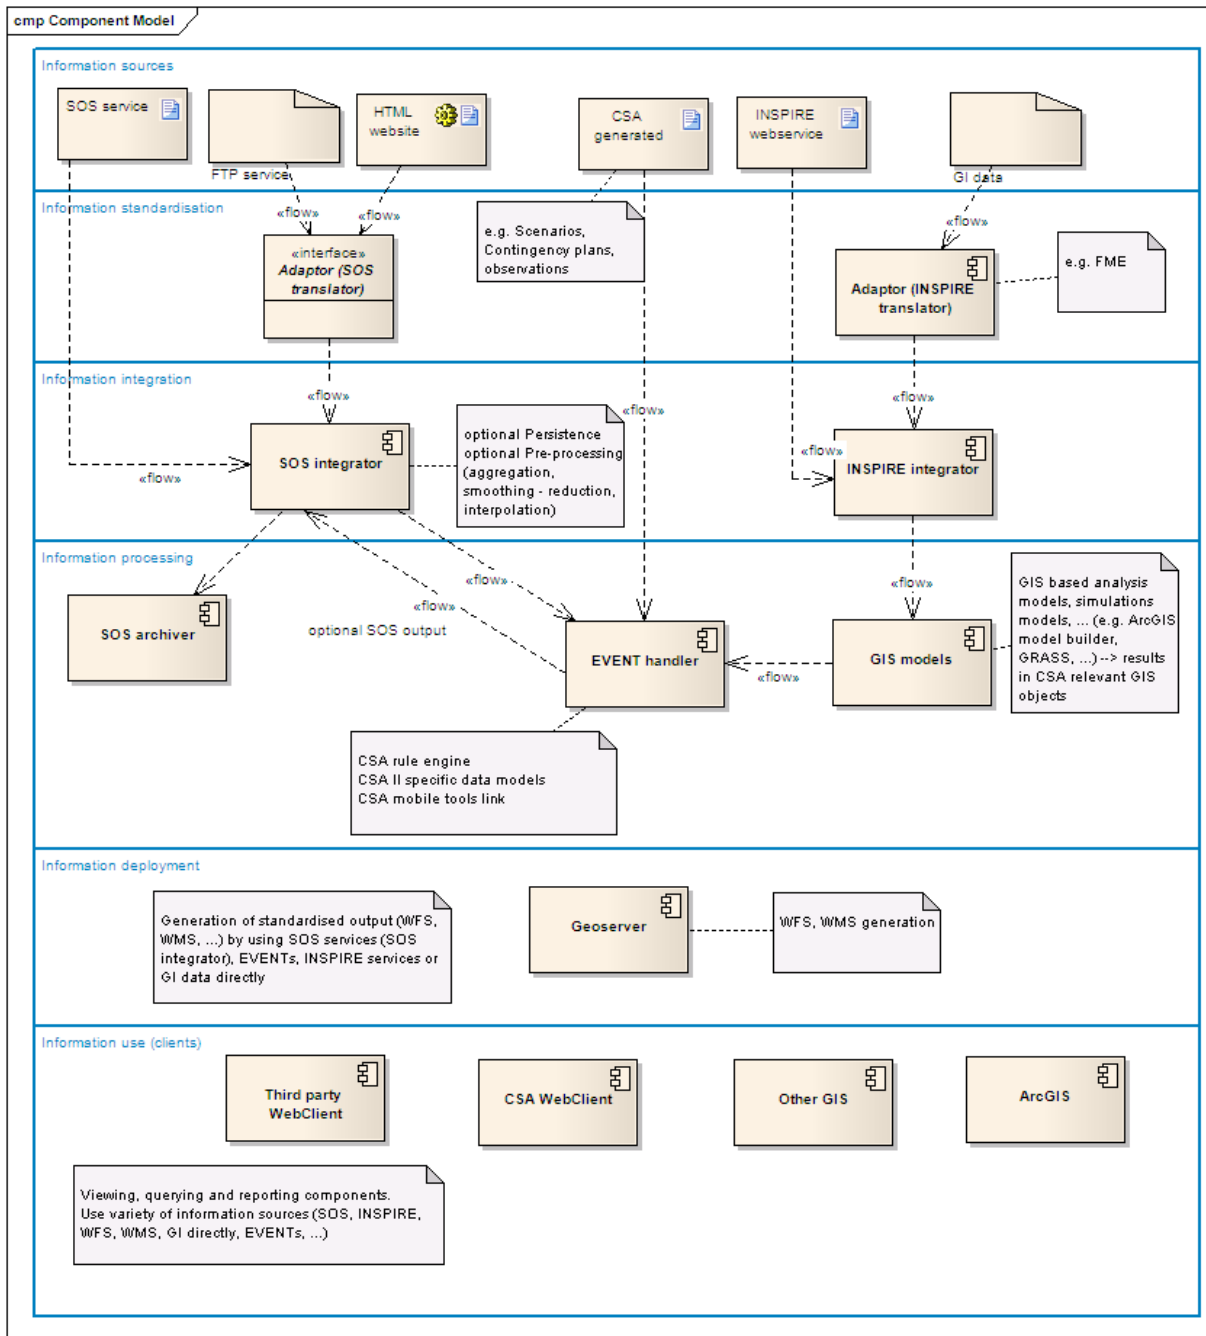 cmp Component Model
Information sources
SOS service
FTP service
HTML
website
CSA
generated
INSPIRE
webservice
GI data
Information standardisation
«flow»
«flow»
«interface»
Adaptor (SOS
translator)
e.g. Scenarios,
Contingency plans,
observations
«flow»
Adaptor (INSPIRE
translator)
e.g. FME
Information integration
«flow»
«flow»
«flow»
SOS integrator
«flow»
optional Persistence
optional Pre-processing
(aggregation,
smoothing - reduction,
interpolation)
«flow»
INSPIRE integrator
Information processing
«flow»
«flow»
«flow»
optional SOS output
SOS archiver
EVENT handler
«flow»
GIS models
GIS based analysis
models, simulations
models, ... (e.g. ArcGIS
model builder,
GRASS, ...) --> results
in CSA relevant GIS
objects
CSA rule engine
CSA II specific data models
CSA mobile tools link
Information deployment
Generation of standardised output (WFS,
WMS, ...) by using SOS services (SOS
integrator), EVENTs, INSPIRE services or
GI data directly
Geoserver
WFS, WMS generation
Information use (clients)
Third party
WebClient
CSA WebClient
Other GIS
ArcGIS
Viewing, querying and reporting components.
Use variety of information sources (SOS, INSPIRE,
WFS, WMS, GI directly, EVENTs, ...)